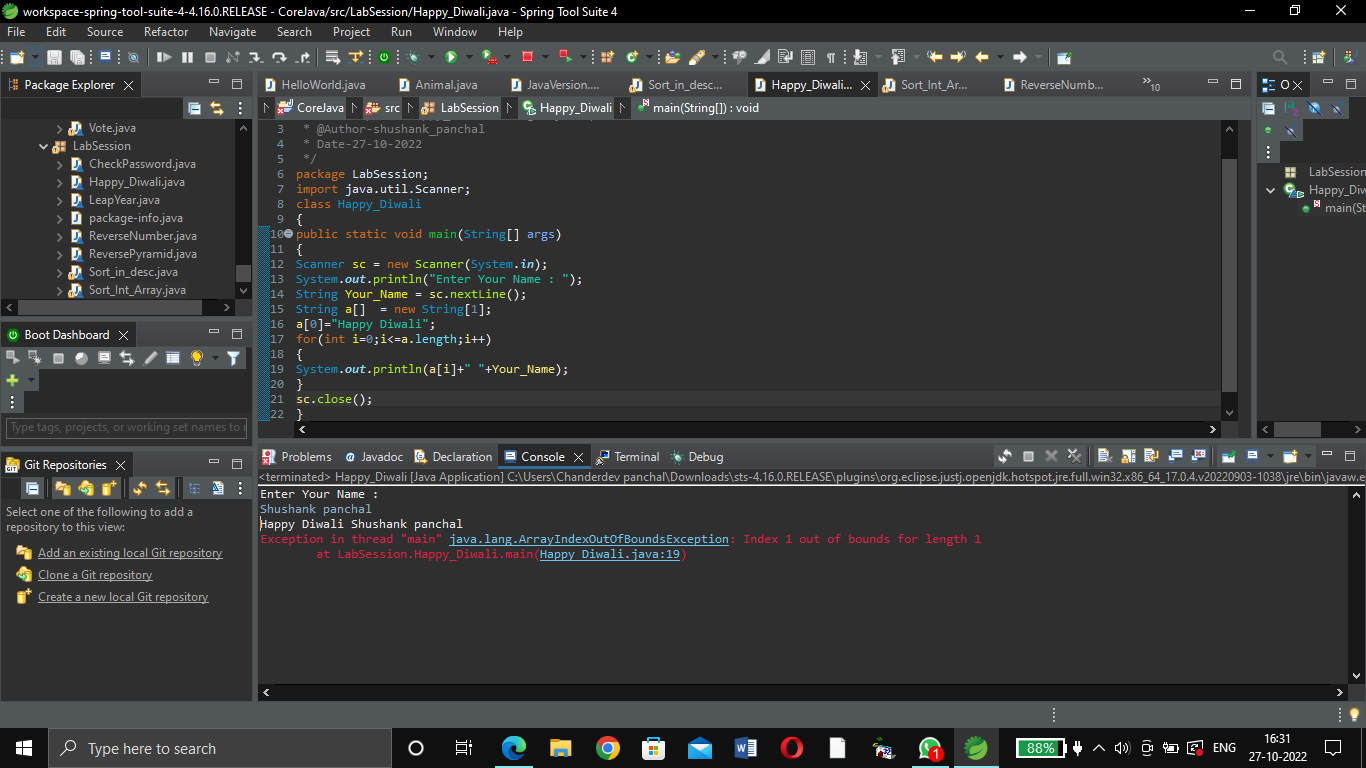 workspace-spring-tool-suite-4-4.16.0.RELEASE - CoreJava/src/LabSession/Happy_Diwali.java - Spring Tool Suite 4
File Edit Source Refactor Navigate Search Project Run Window Help
Package Explorer
Vote.java
LabSession
CheckPassword.java
Happy_Diwali.java
LeapYear.java
package-info.java
ReverseNumber.java
ReversePyramid.java
Sort_in_desc.java
Sort_Int_Array.java
Boot Dashboard
Type tags, projects, or working set names to r
Git Repositories
Select one of the following to add a
repository to this view:
Add an existing local Git repository
Clone a Git repository
Create a new local Git repository
HelloWorld.java Animal.java JavaVersion.... Sort_in_desc... Happy_Diwali... Sort_Int_Ar... ReverseNumb... »10
CoreJava src LabSession Happy_Diwali main(String[]) : void
3 * @Author-shushank_panchal
4 * Date-27-10-2022
5 */
6 package LabSession;
7 import java.util.Scanner;
8 class Happy_Diwali
9 {
10 public static void main(String[] args)
11 {
12 Scanner sc = new Scanner(System.in);
13 System.out.println("Enter Your Name : ");
14 String Your_Name = sc.nextLine();
15 String a[]  = new String[1];
16 a[0]="Happy Diwali";
17 for(int i=0;i<=a.length;i++)
18 {
19 System.out.println(a[i]+" "+Your_Name);
20 }
21 sc.close();
22 }
O
LabSession
Happy_Diw
main(St
Problems @ Javadoc Declaration Console Terminal Debug
<terminated> Happy_Diwali [Java Application] C:\Users\Chanderdev panchal\Downloads\sts-4.16.0.RELEASE\plugins\org.eclipse.justj.openjdk.hotspot.jre.full.win32.x86_64_17.0.4.v20220903-1038\jre\bin\javaw.e
Enter Your Name :
Shushank panchal
Happy Diwali Shushank panchal
Exception in thread "main" java.lang.ArrayIndexOutOfBoundsException: Index 1 out of bounds for length 1
at LabSession.Happy_Diwali.main(Happy_Diwali.java:19)
Type here to search
1
88%
ENG
16:31
27-10-2022